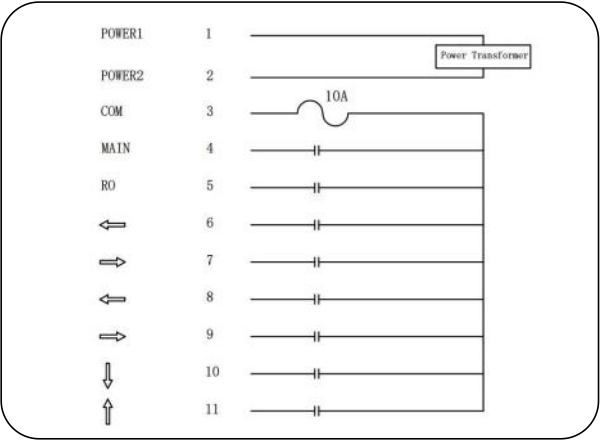 POWER1 1
Power Transformer
POWER2 2
10A
COM 3
MAIN 4
RO 5
6
7
8
9
10
11